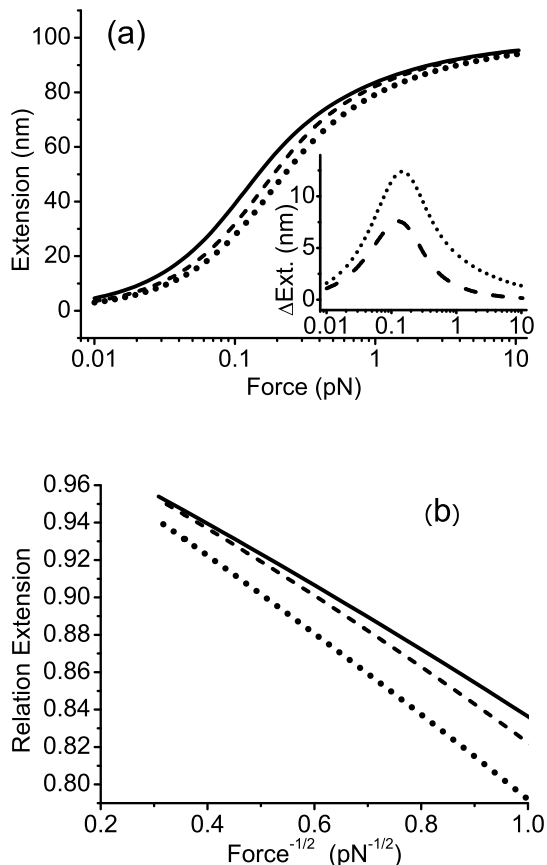 (a)
Extension (nm)
100
80
60
40
20
0
0.01 0.1 1 10
Force (pN)
ΔExt. (nm)
10
5
0
0.01 0.1 1 10
(b)
Relation Extension
0.96
0.94
0.92
0.90
0.88
0.86
0.84
0.82
0.80
0.2 0.4 0.6 0.8 1.0
Force^-1/2 (pN^-1/2)